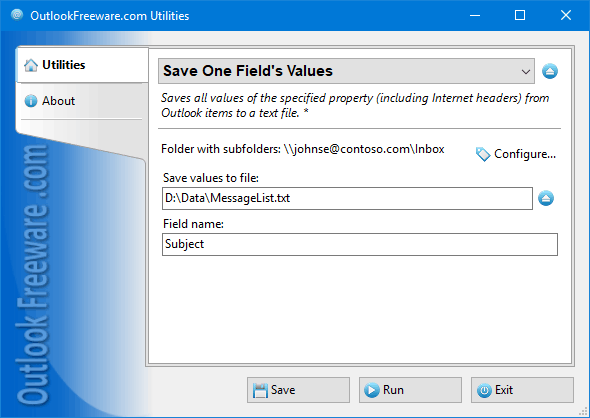 OutlookFreeware.com Utilities
Utilities
About
Save One Field's Values
Saves all values of the specified property (including Internet headers) from
Outlook items to a text file. *
Folder with subfolders: \\johnse@contoso.com\Inbox
Configure...
Save values to file:
D:\Data\MessageList.txt
Field name:
Subject
Outlook Freeware .com
Save
Run
Exit